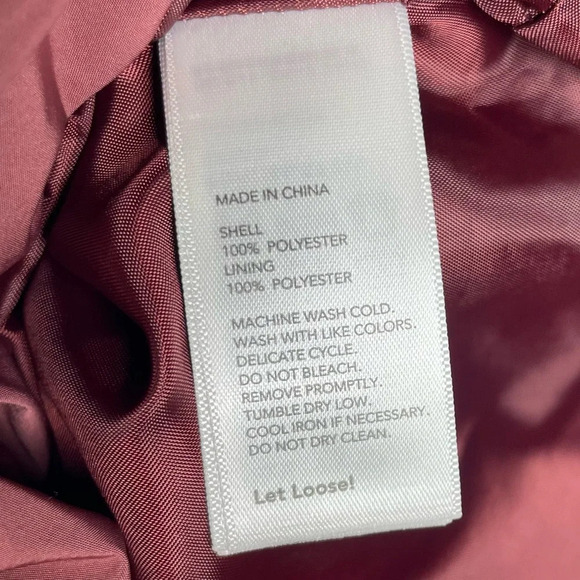 MADE IN CHINA
SHELL
100% POLYESTER
LINING
100% POLYESTER
MACHINE WASH COLD.
WASH WITH LIKE COLORS.
DELICATE CYCLE.
DO NOT BLEACH.
REMOVE PROMPTLY.
TUMBLE DRY LOW.
COOL IRON IF NECESSARY.
DO NOT DRY CLEAN.
Let Loose!